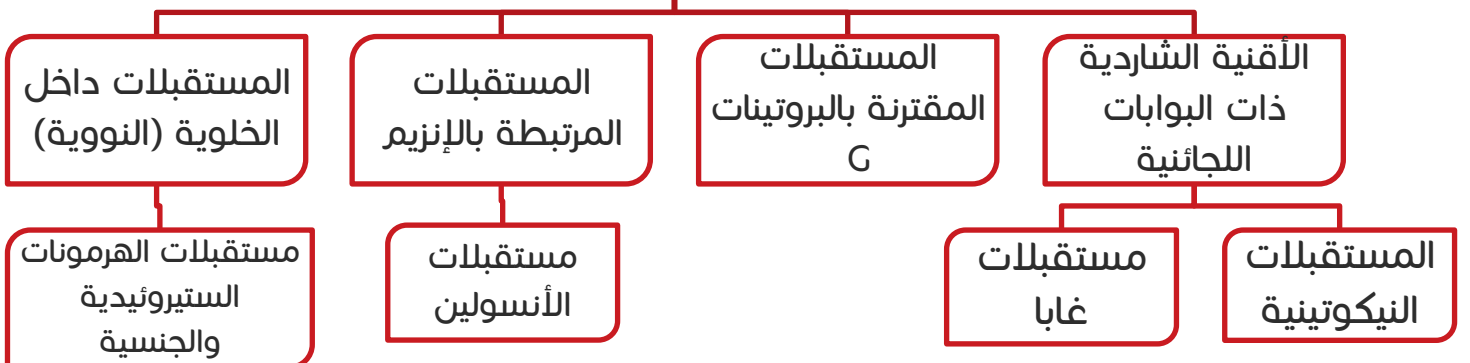 الأقنية الشاردية
ذات البوابات
اللجائنية
المستقبلات
المقترنة بالبروتينات
G
المستقبلات
المرتبطة بالإنزيم
المستقبلات داخل
الخلوية (النووية)
المستقبلات
النيكوتينية
مستقبلات
غابا
مستقبلات
الأنسولين
مستقبلات الهرمونات
الستيروئيدية
والجنسية